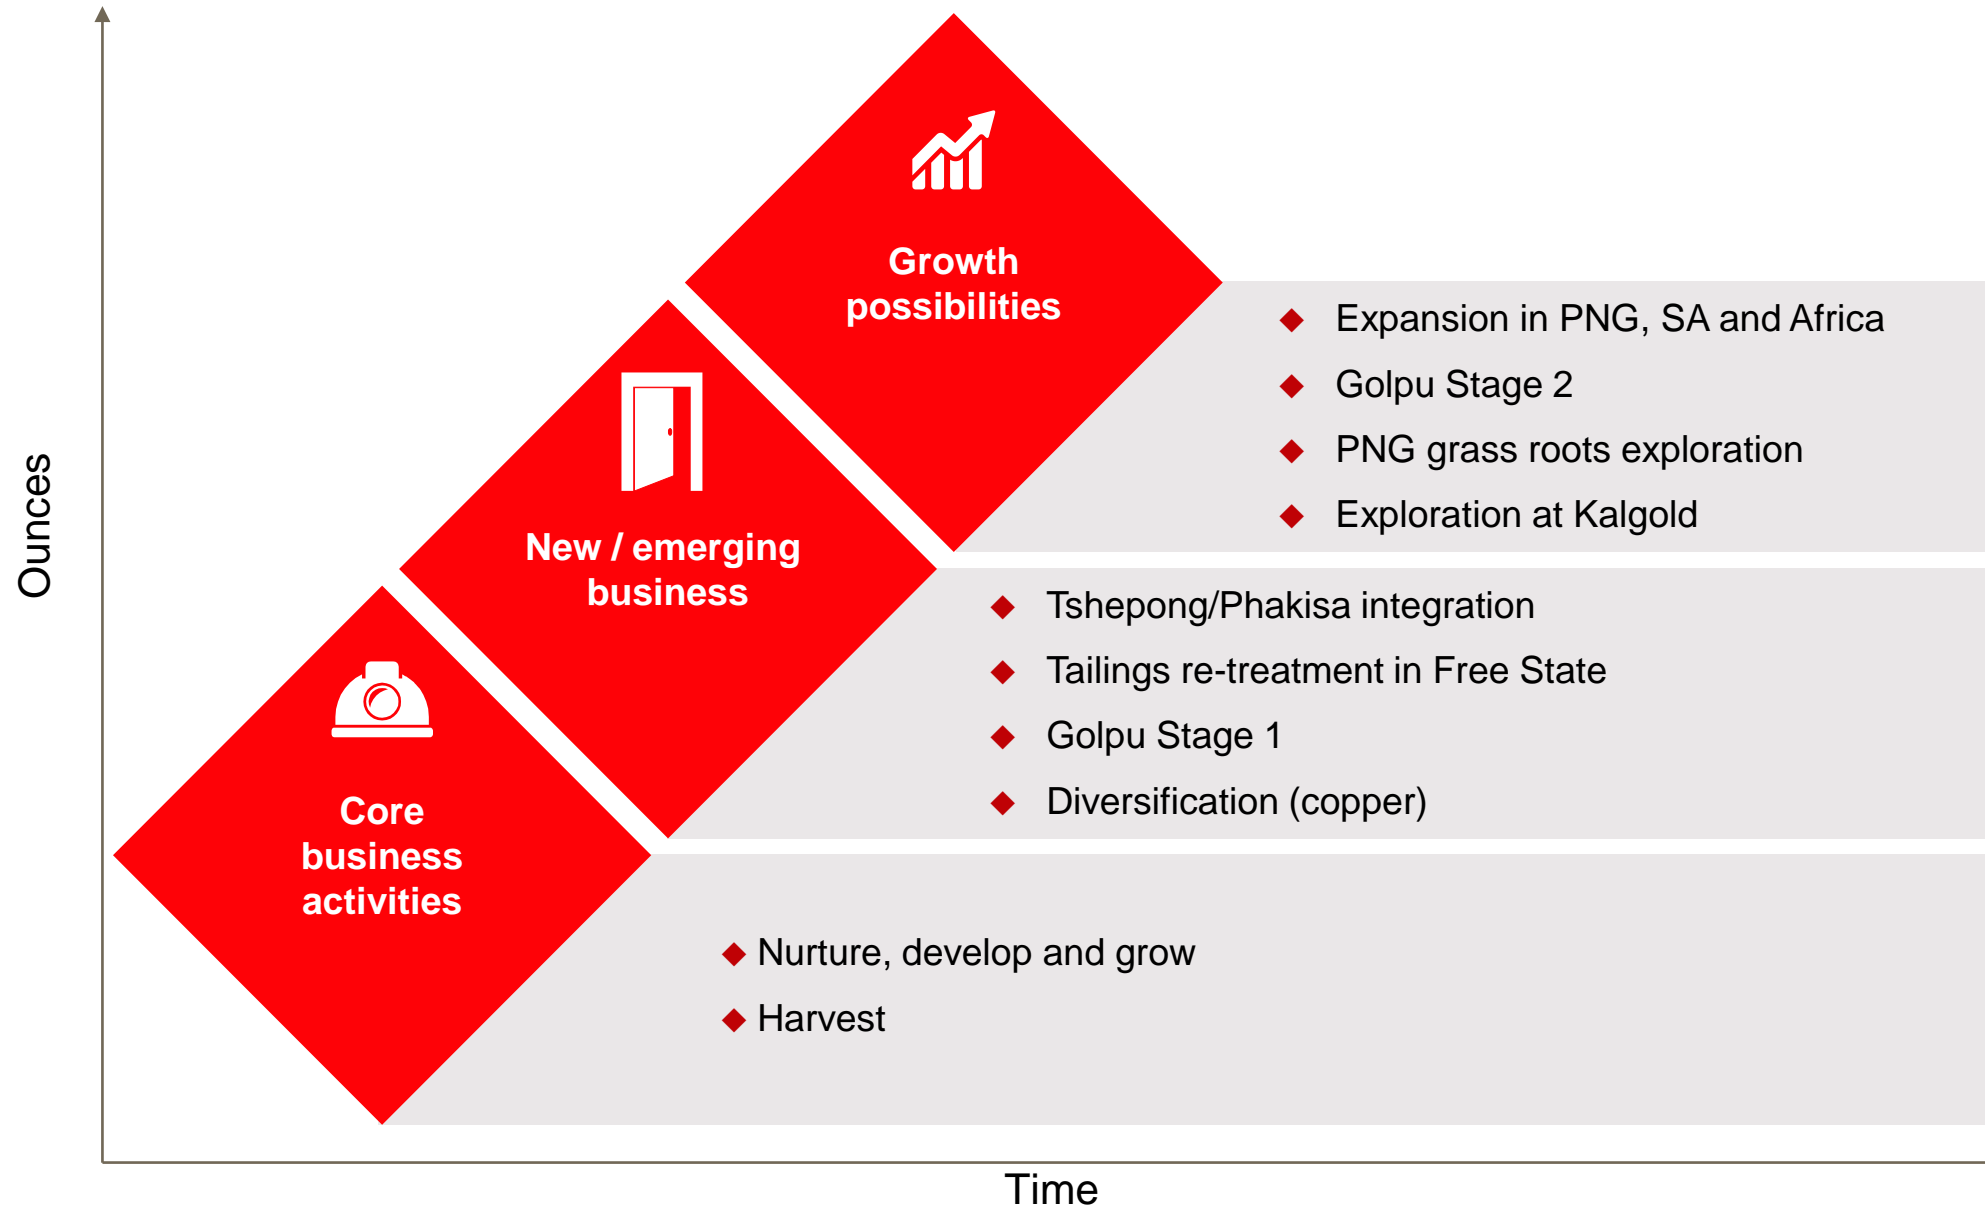 Ounces
Growth
possibilities
Expansion in PNG, SA and Africa
Golpu Stage 2
PNG grass roots exploration
Exploration at Kalgold
New / emerging
business
Tshepong/Phakisa integration
Tailings re-treatment in Free State
Golpu Stage 1
Diversification (copper)
Core
business
activities
Nurture, develop and grow
Harvest
Time